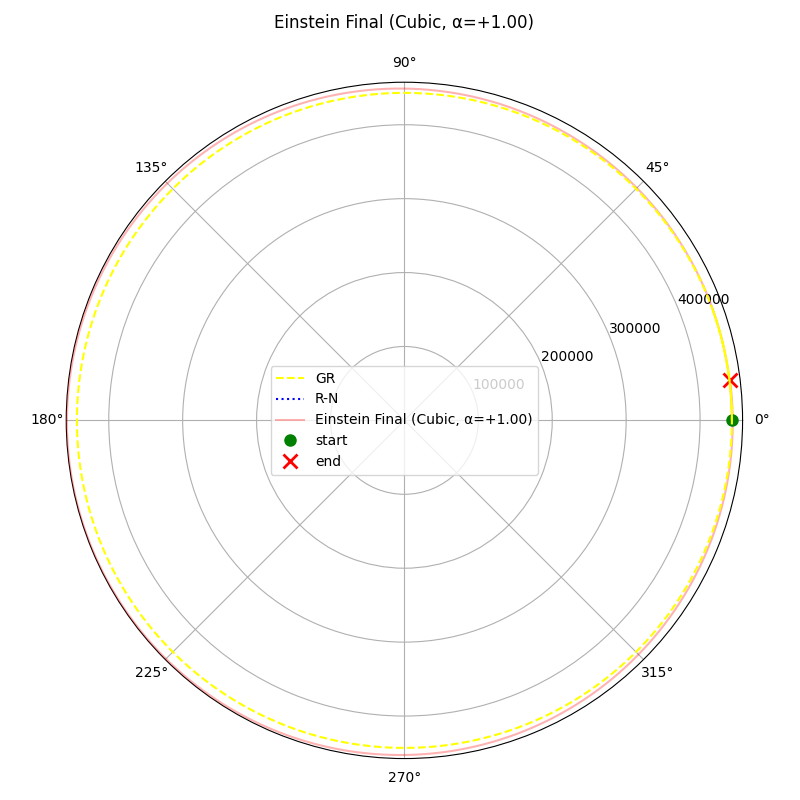 Einstein Final (Cubic, α=+1.00)
90°
135°
45°
400000
300000
200000
100000
GR
R-N
Einstein Final (Cubic, α=+1.00)
start
end
180°
0°
225°
315°
270°